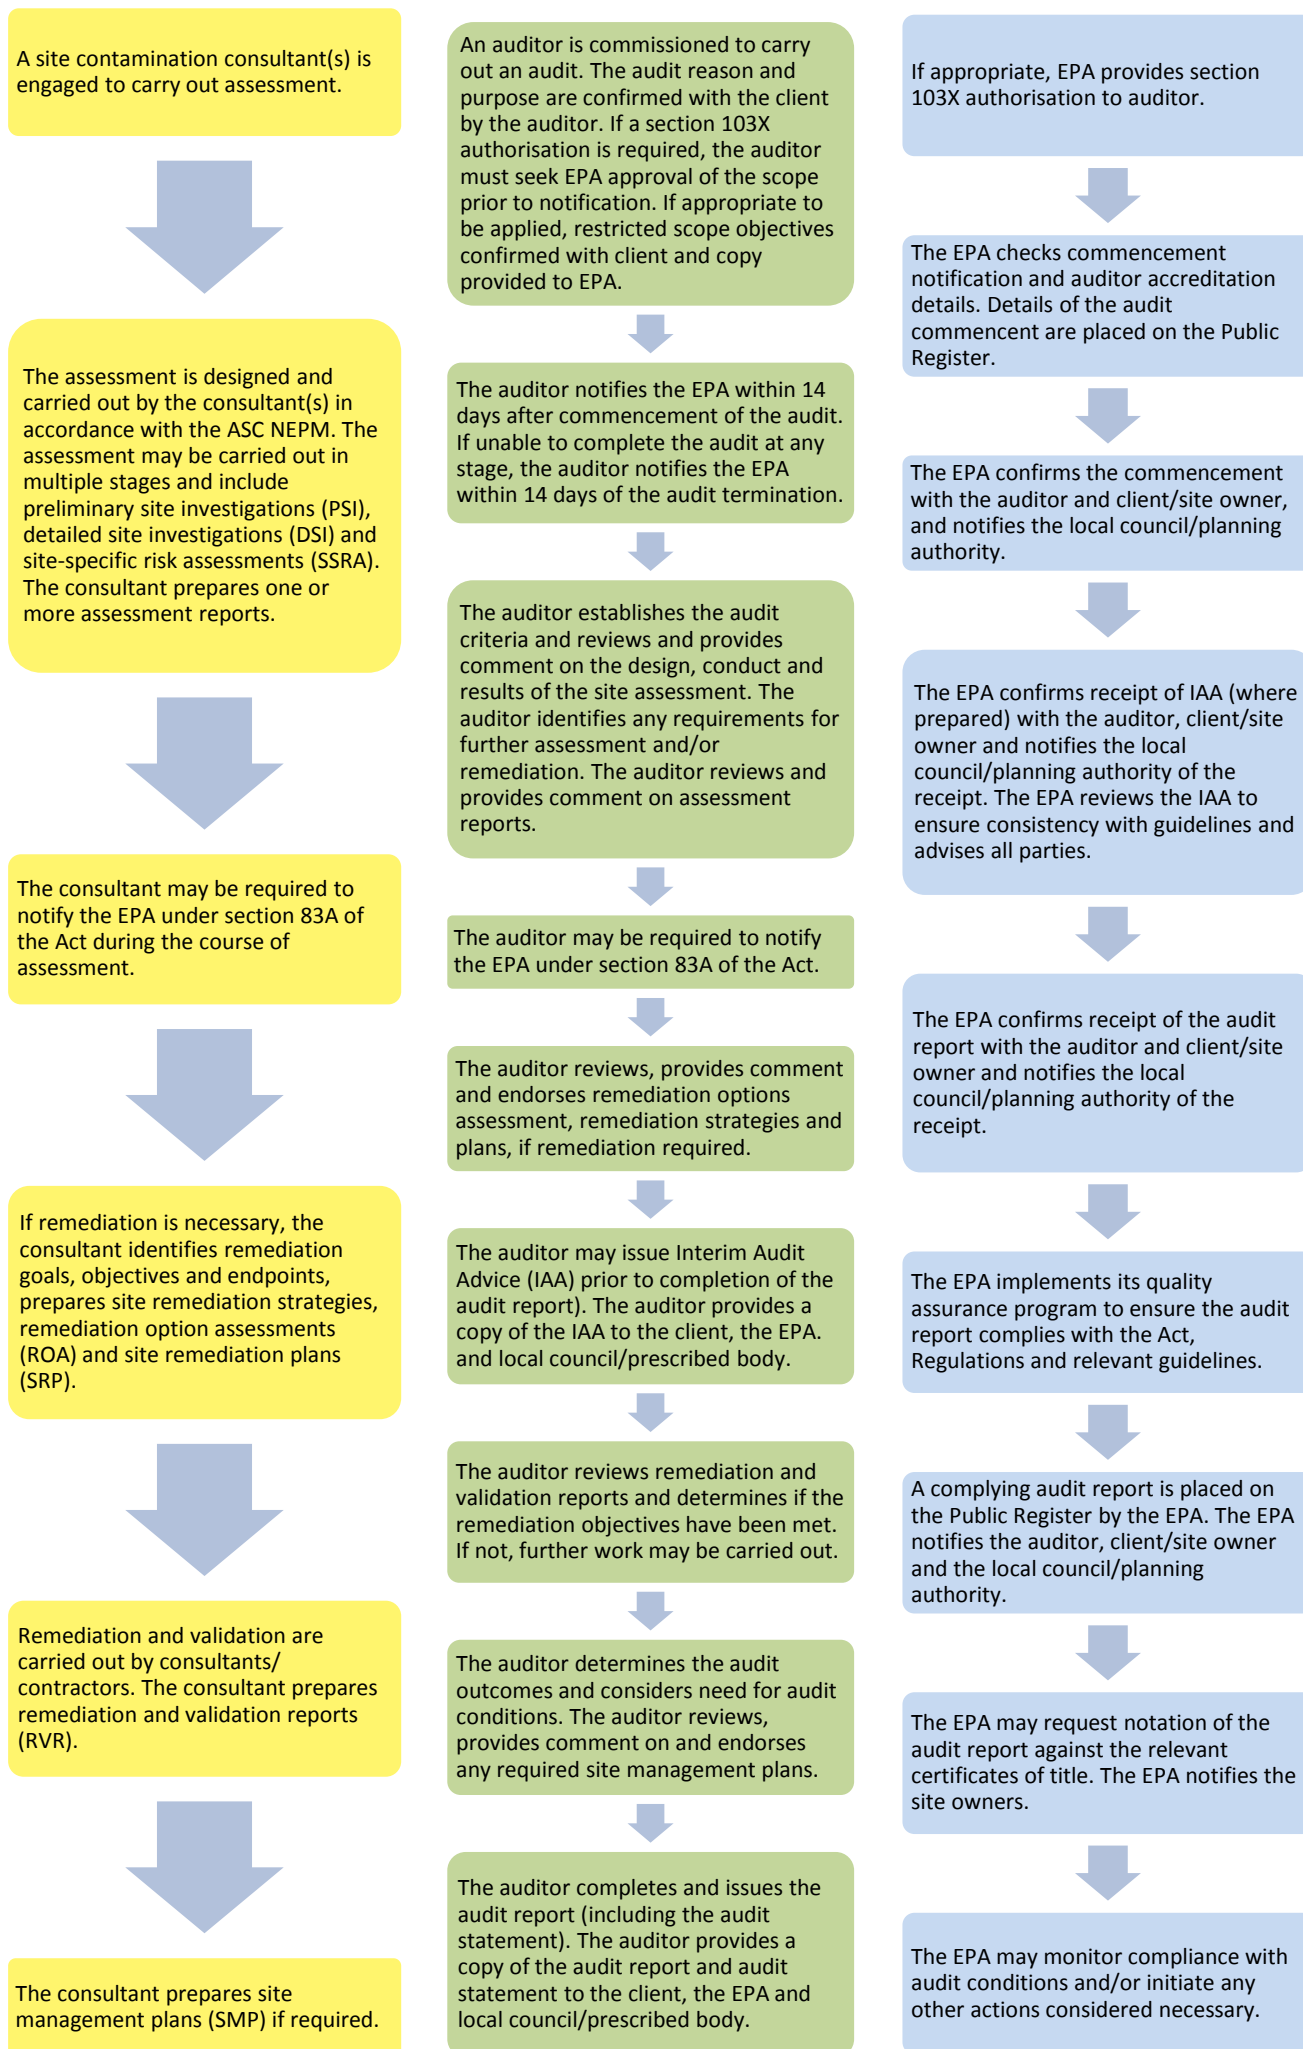 A site contamination consultant(s) is
engaged to carry out assessment.
The assessment is designed and
carried out by the consultant(s) in
accordance with the ASC NEPM. The
assessment may be carried out in
multiple stages and include
preliminary site investigations (PSI),
detailed site investigations (DSI) and
site-specific risk assessments (SSRA).
The consultant prepares one or
more assessment reports.
The consultant may be required to
notify the EPA under section 83A of
the Act during the course of
assessment.
If remediation is necessary, the
consultant identifies remediation
goals, objectives and endpoints,
prepares site remediation strategies,
remediation option assessments
(ROA) and site remediation plans
(SRP).
Remediation and validation are
carried out by consultants/
contractors. The consultant prepares
remediation and validation reports
(RVR).
The consultant prepares site
management plans (SMP) if required.
An auditor is commissioned to carry
out an audit. The audit reason and
purpose are confirmed with the client
by the auditor. If a section 103X
authorisation is required, the auditor
must seek EPA approval of the scope
prior to notification. If appropriate to
be applied, restricted scope objectives
confirmed with client and copy
provided to EPA.
The auditor notifies the EPA within 14
days after commencement of the audit.
If unable to complete the audit at any
stage, the auditor notifies the EPA
within 14 days of the audit termination.
The auditor establishes the audit
criteria and reviews and provides
comment on the design, conduct and
results of the site assessment. The
auditor identifies any requirements for
further assessment and/or
remediation. The auditor reviews and
provides comment on assessment
reports.
The auditor may be required to notify
the EPA under section 83A of the Act.
The auditor reviews, provides comment
and endorses remediation options
assessment, remediation strategies and
plans, if remediation required.
The auditor may issue Interim Audit
Advice (IAA) prior to completion of the
audit report). The auditor provides a
copy of the IAA to the client, the EPA.
and local council/prescribed body.
The auditor reviews remediation and
validation reports and determines if the
remediation objectives have been met.
If not, further work may be carried out.
The auditor determines the audit
outcomes and considers need for audit
conditions. The auditor reviews,
provides comment on and endorses
any required site management plans.
The auditor completes and issues the
audit report (including the audit
statement). The auditor provides a
copy of the audit report and audit
statement to the client, the EPA and
local council/prescribed body.
If appropriate, EPA provides section
103X authorisation to auditor.
The EPA checks commencement
notification and auditor accreditation
details. Details of the audit
commencent are placed on the Public
Register.
The EPA confirms the commencement
with the auditor and client/site owner,
and notifies the local council/planning
authority.
The EPA confirms receipt of IAA (where
prepared) with the auditor, client/site
owner and notifies the local
council/planning authority of the
receipt. The EPA reviews the IAA to
ensure consistency with guidelines and
advises all parties.
The EPA confirms receipt of the audit
report with the auditor and client/site
owner and notifies the local
council/planning authority of the
receipt.
The EPA implements its quality
assurance program to ensure the audit
report complies with the Act,
Regulations and relevant guidelines.
A complying audit report is placed on
the Public Register by the EPA. The EPA
notifies the auditor, client/site owner
and the local council/planning
authority.
The EPA may request notation of the
audit report against the relevant
certificates of title. The EPA notifies the
site owners.
The EPA may monitor compliance with
audit conditions and/or initiate any
other actions considered necessary.